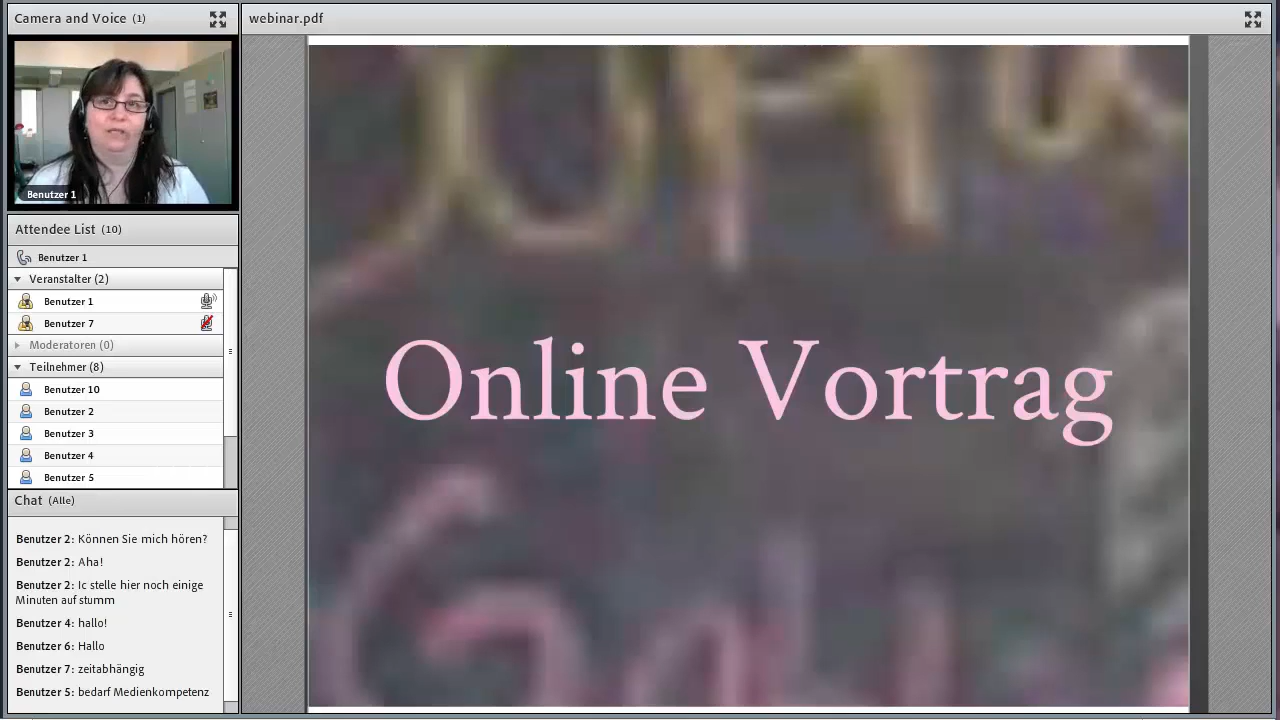 Camera and Voice (1)
Benutzer 1
Attendee List (10)
Benutzer 1
Veranstalter (2)
Benutzer 1
Benutzer 7
Moderatoren (0)
Teilnehmer (8)
Benutzer 10
Benutzer 2
Benutzer 3
Benutzer 4
Benutzer 5
Chat (Alle)
Benutzer 2: Können Sie mich hören?
Benutzer 2: Aha!
Benutzer 2: Ic stelle hier noch einige
Minuten auf stumm
Benutzer 4: hallo!
Benutzer 6: Hallo
Benutzer 7: zeitabhängig
Benutzer 5: bedarf Medienkompetenz
webinar.pdf
Online Vortrag